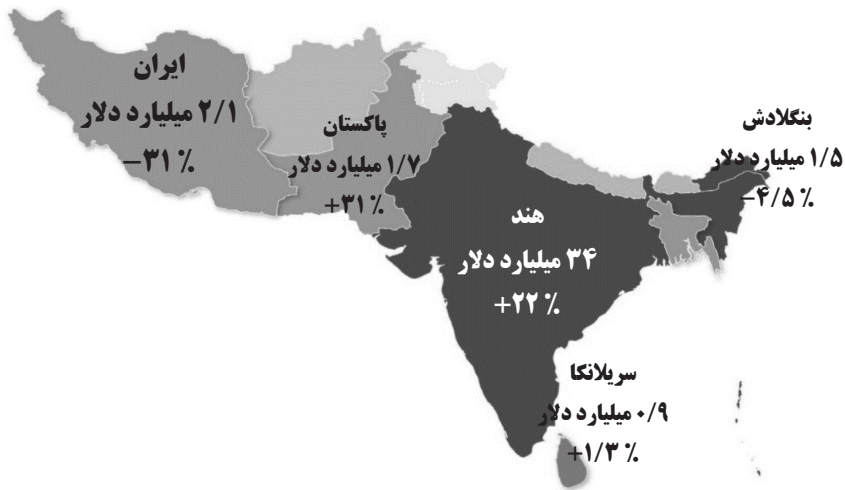 ایران
۲/۱ میلیارد دلار
−۳۱ %
پاکستان
۱/۷ میلیارد دلار
+۳۱ %
بنگلادش
۱/۵ میلیارد دلار
−۴/۵ %
هند
۳۴ میلیارد دلار
+۲۲ %
سریلانکا
۰/۹ میلیارد دلار
+۱/۳ %